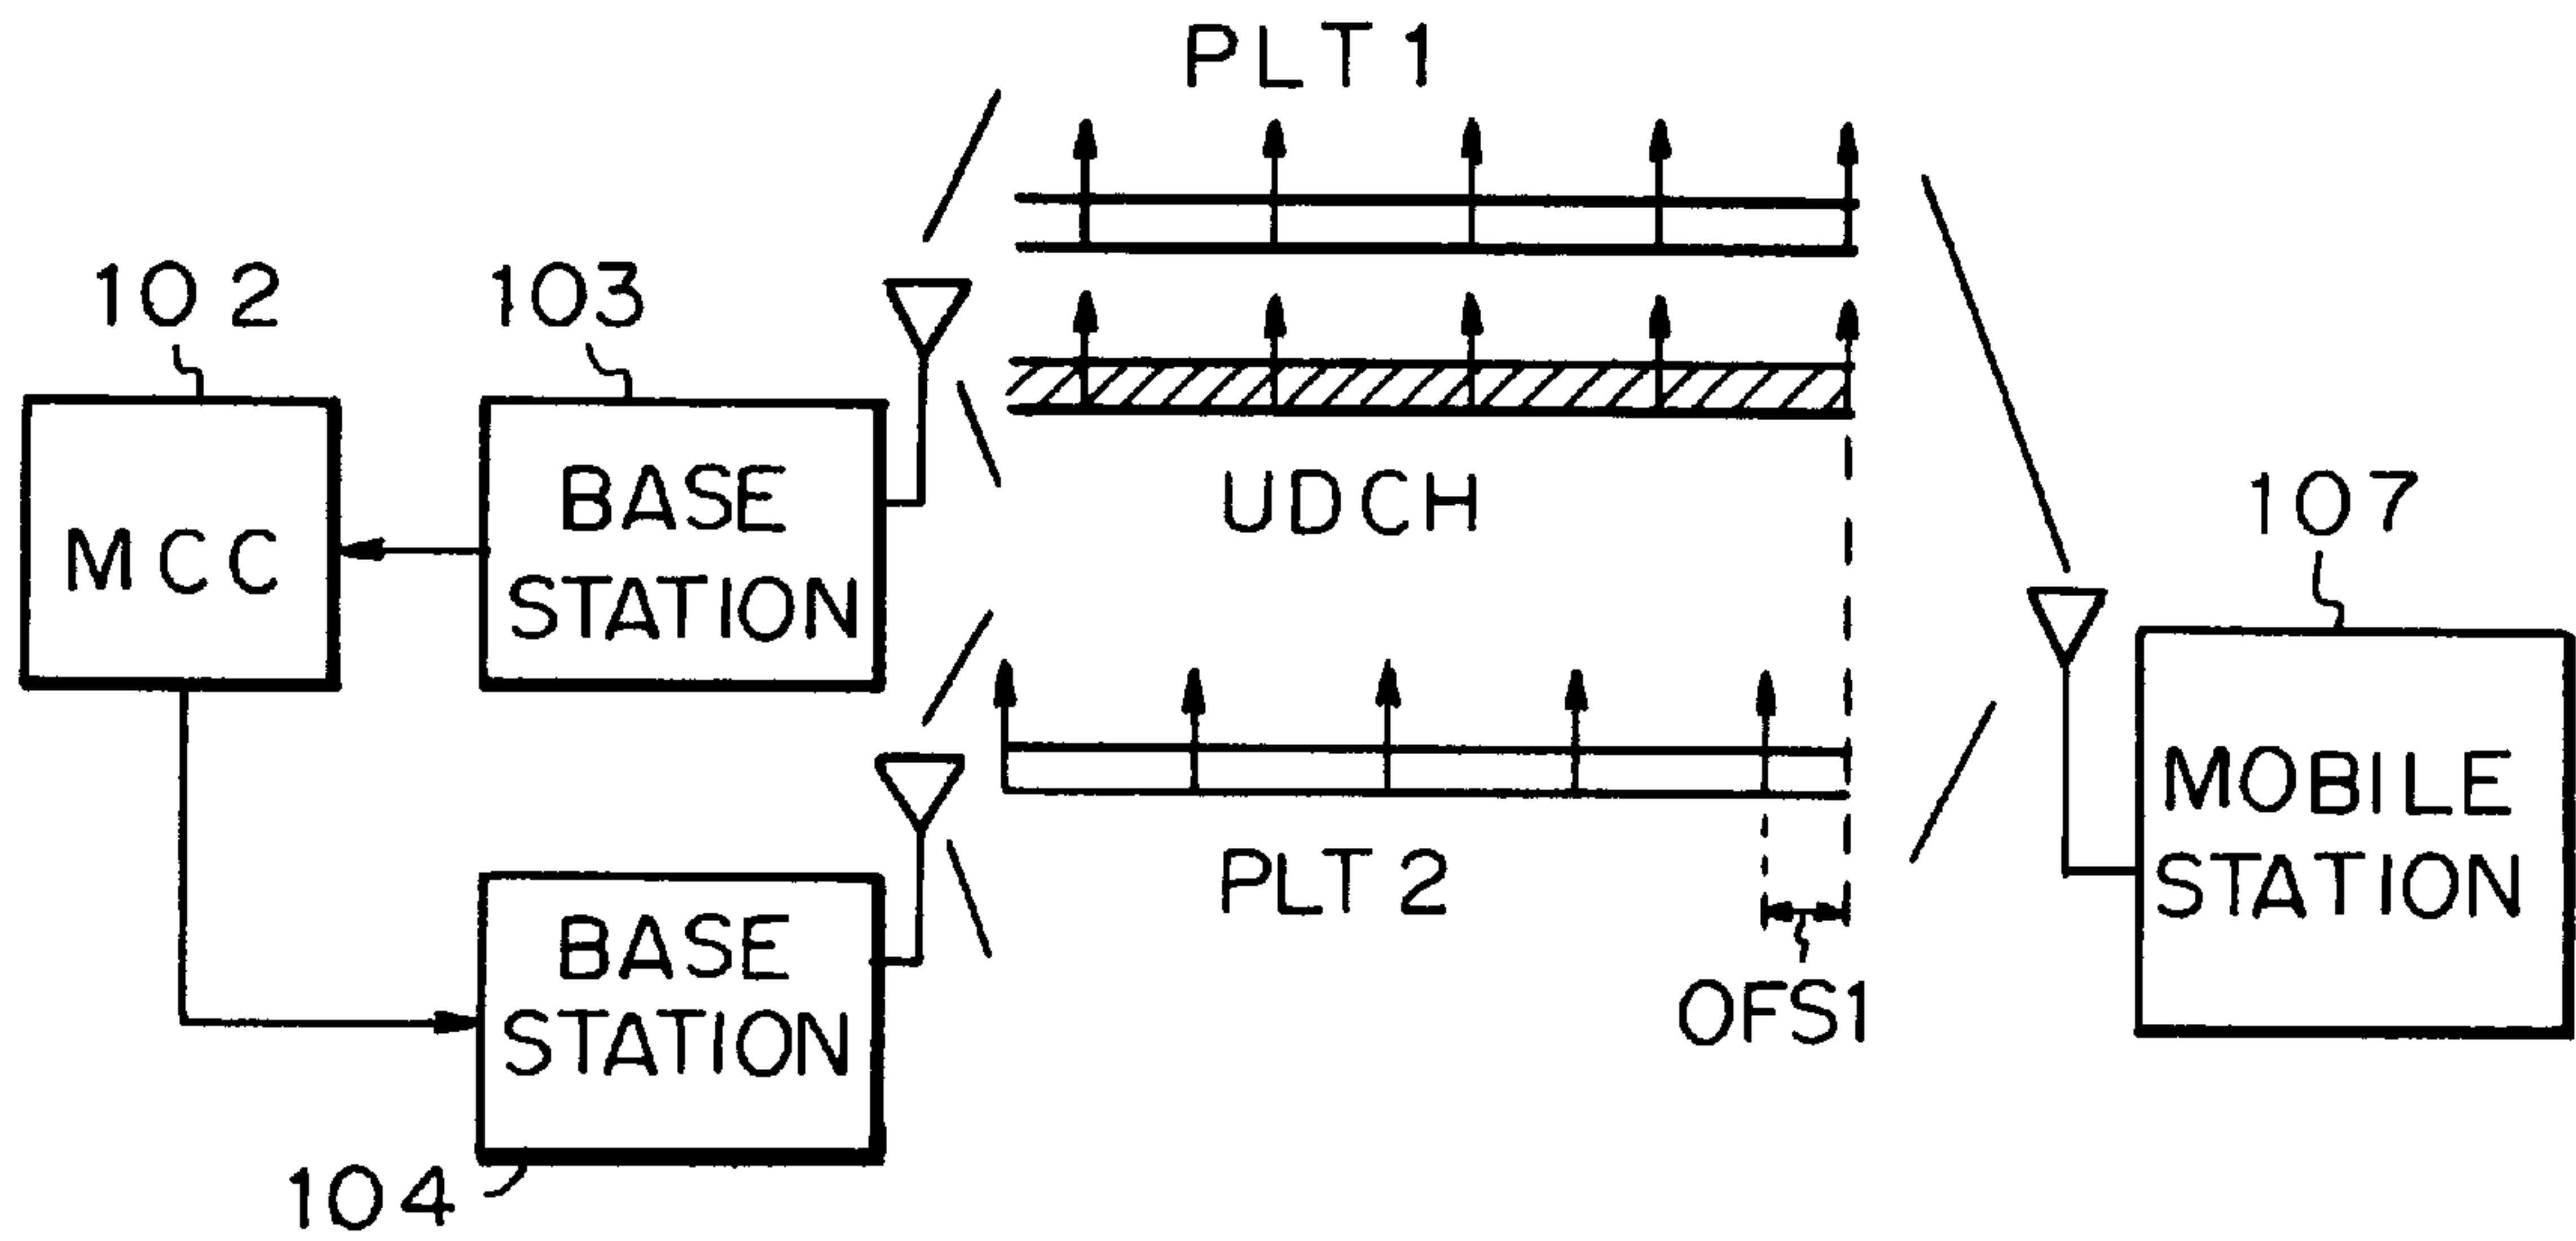 PLT1
102
103
MCC
BASE
STATION
UDCH
107
MOBILE
STATION
PLT2
BASE
STATION
OFS1
104